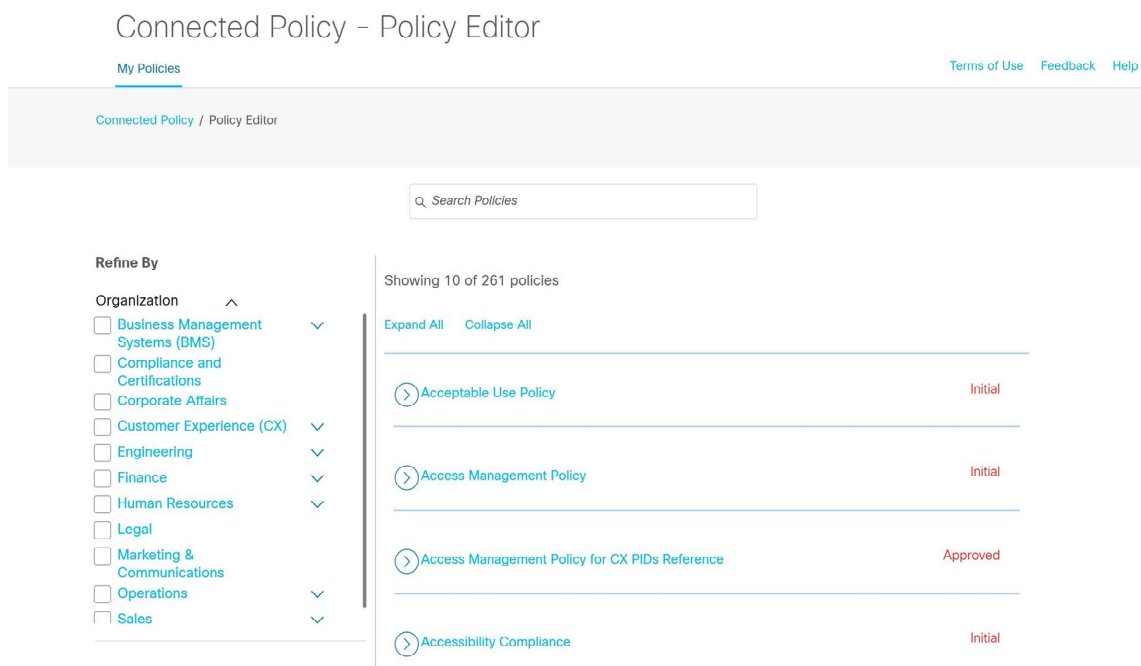 Connected Policy - Policy Editor
My Policies
Terms of Use Feedback Help
Connected Policy / Policy Editor
Search Policies
Refine By
Organization
Business Management
Systems (BMS)
Compliance and
Certifications
Corporate Affairs
Customer Experience (CX)
Engineering
Finance
Human Resources
Legal
Marketing &
Communications
Operations
Sales
Showing 10 of 261 policies
Expand All Collapse All
Acceptable Use Policy Initial
Access Management Policy Initial
Access Management Policy for CX PIDs Reference Approved
Accessibility Compliance Initial